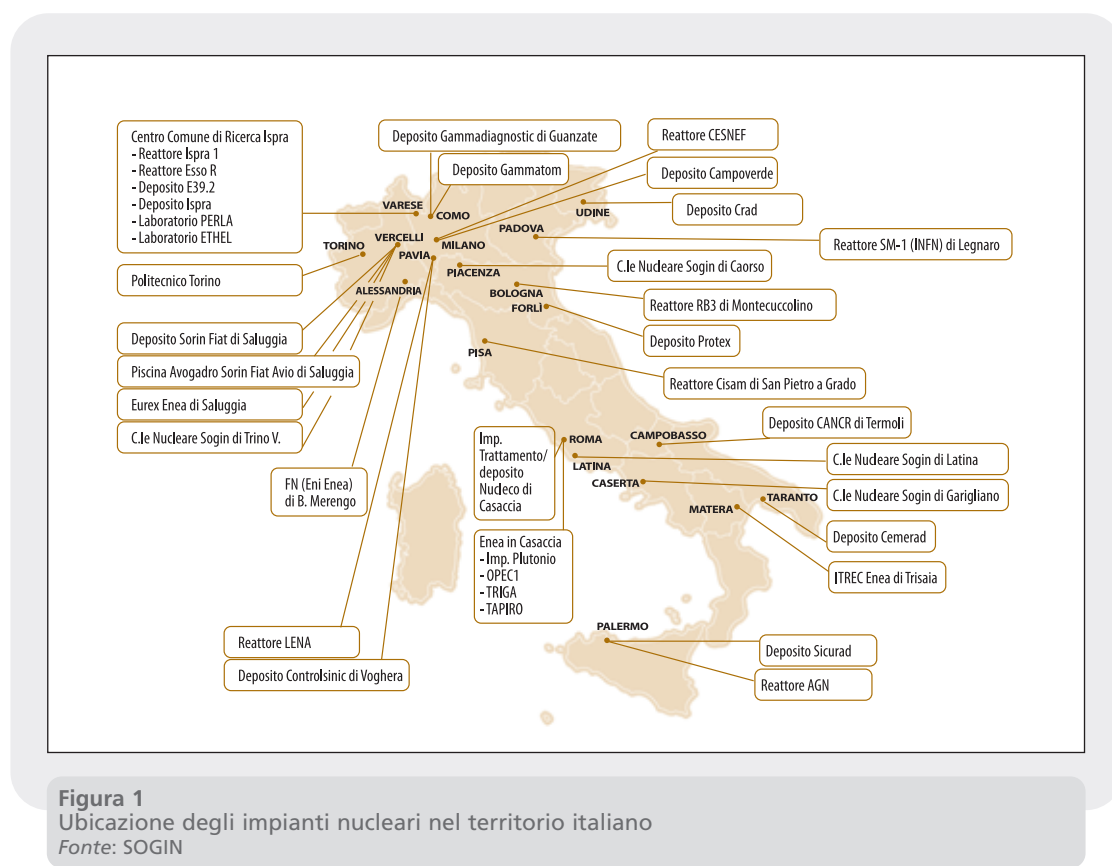 Centro Comune di Ricerca Ispra
- Reattore Ispra 1
- Reattore Esso R
- Deposito E39.2
- Deposito Ispra
- Laboratorio PERLA
- Laboratorio ETHEL
Deposito Gammadiagnostic di Guanzate
Deposito Gammatom
Reattore CESNEF
Deposito Campoverde
Deposito Crad
Reattore SM-1 (INFN) di Legnaro
VARESE
COMO
UDINE
PADOVA
VERCELLI
TORINO
MILANO
PAVIA
PIACENZA
ALESSANDRIA
BOLOGNA
FORLÌ
PISA
Politecnico Torino
C.le Nucleare Sogin di Caorso
Reattore RB3 di Montecuccolino
Deposito Protex
Deposito Sorin Fiat di Saluggia
Piscina Avogadro Sorin Fiat Avio di Saluggia
Eurex Enea di Saluggia
C.le Nucleare Sogin di Trino V.
Reattore Cisam di San Pietro a Grado
FN (Eni Enea)
di B. Merengo
Imp.
Trattamento/
deposito
Nucleco di
Casaccia
ROMA
LATINA
CAMPOBASSO
CASERTA
MATERA
TARANTO
Deposito CANCR di Termoli
C.le Nucleare Sogin di Latina
C.le Nucleare Sogin di Garigliano
Deposito Cemerad
ITREC Enea di Trisaia
Enea in Casaccia
- Imp. Plutonio
- OPEC1
- TRIGA
- TAPIRO
Reattore LENA
Deposito Controlsinic di Voghera
PALERMO
Deposito Sicurad
Reattore AGN
Figura 1
Ubicazione degli impianti nucleari nel territorio italiano
Fonte: SOGIN